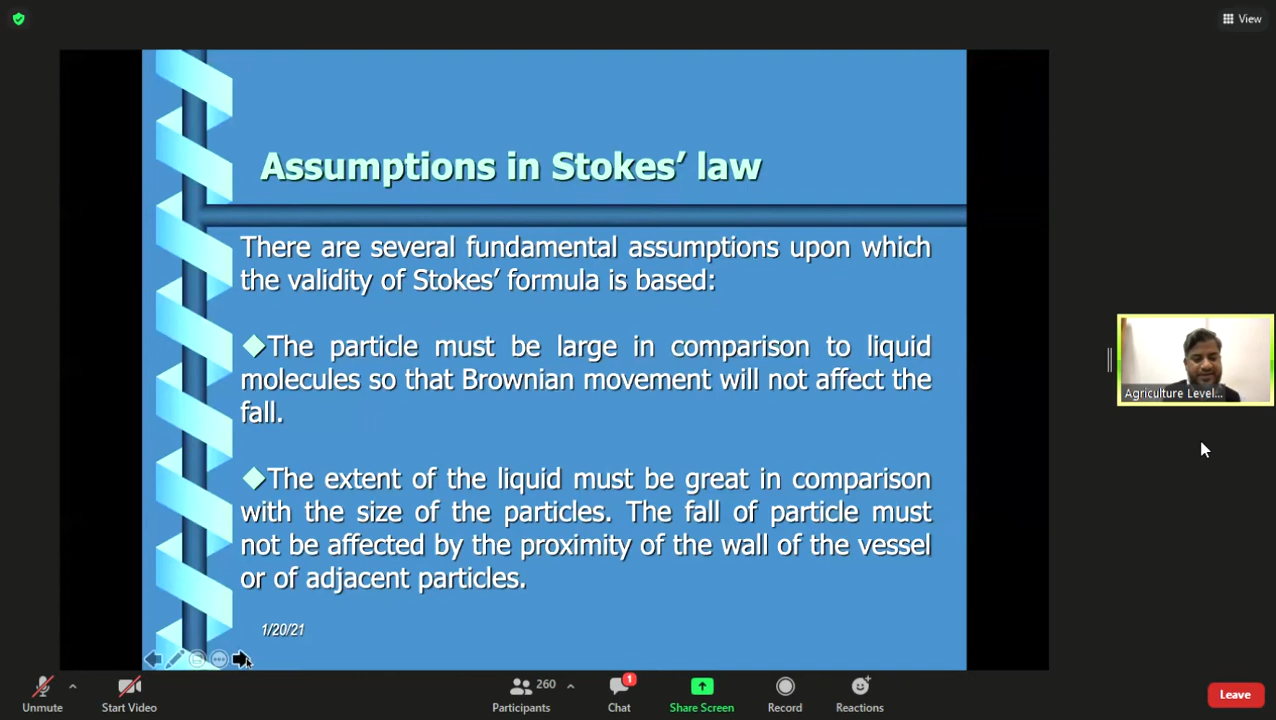 View
Assumptions in Stokes’ law
There are several fundamental assumptions upon which
the validity of Stokes’ formula is based:
The particle must be large in comparison to liquid
molecules so that Brownian movement will not affect the
fall.
The extent of the liquid must be great in comparison
with the size of the particles. The fall of particle must
not be affected by the proximity of the wall of the vessel
or of adjacent particles.
1/20/21
Agriculture Level...
Unmute
Start Video
260
Participants
1
Chat
Share Screen
Record
Reactions
Leave